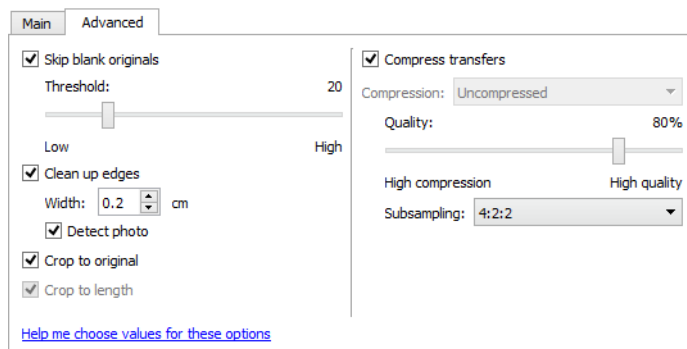 Main Advanced
Skip blank originals
Threshold: 20
Low High
Clean up edges
Width: 0.2 cm
Detect photo
Crop to original
Crop to length
Help me choose values for these options
Compress transfers
Compression: Uncompressed
Quality: 80%
High compression High quality
Subsampling: 4:2:2